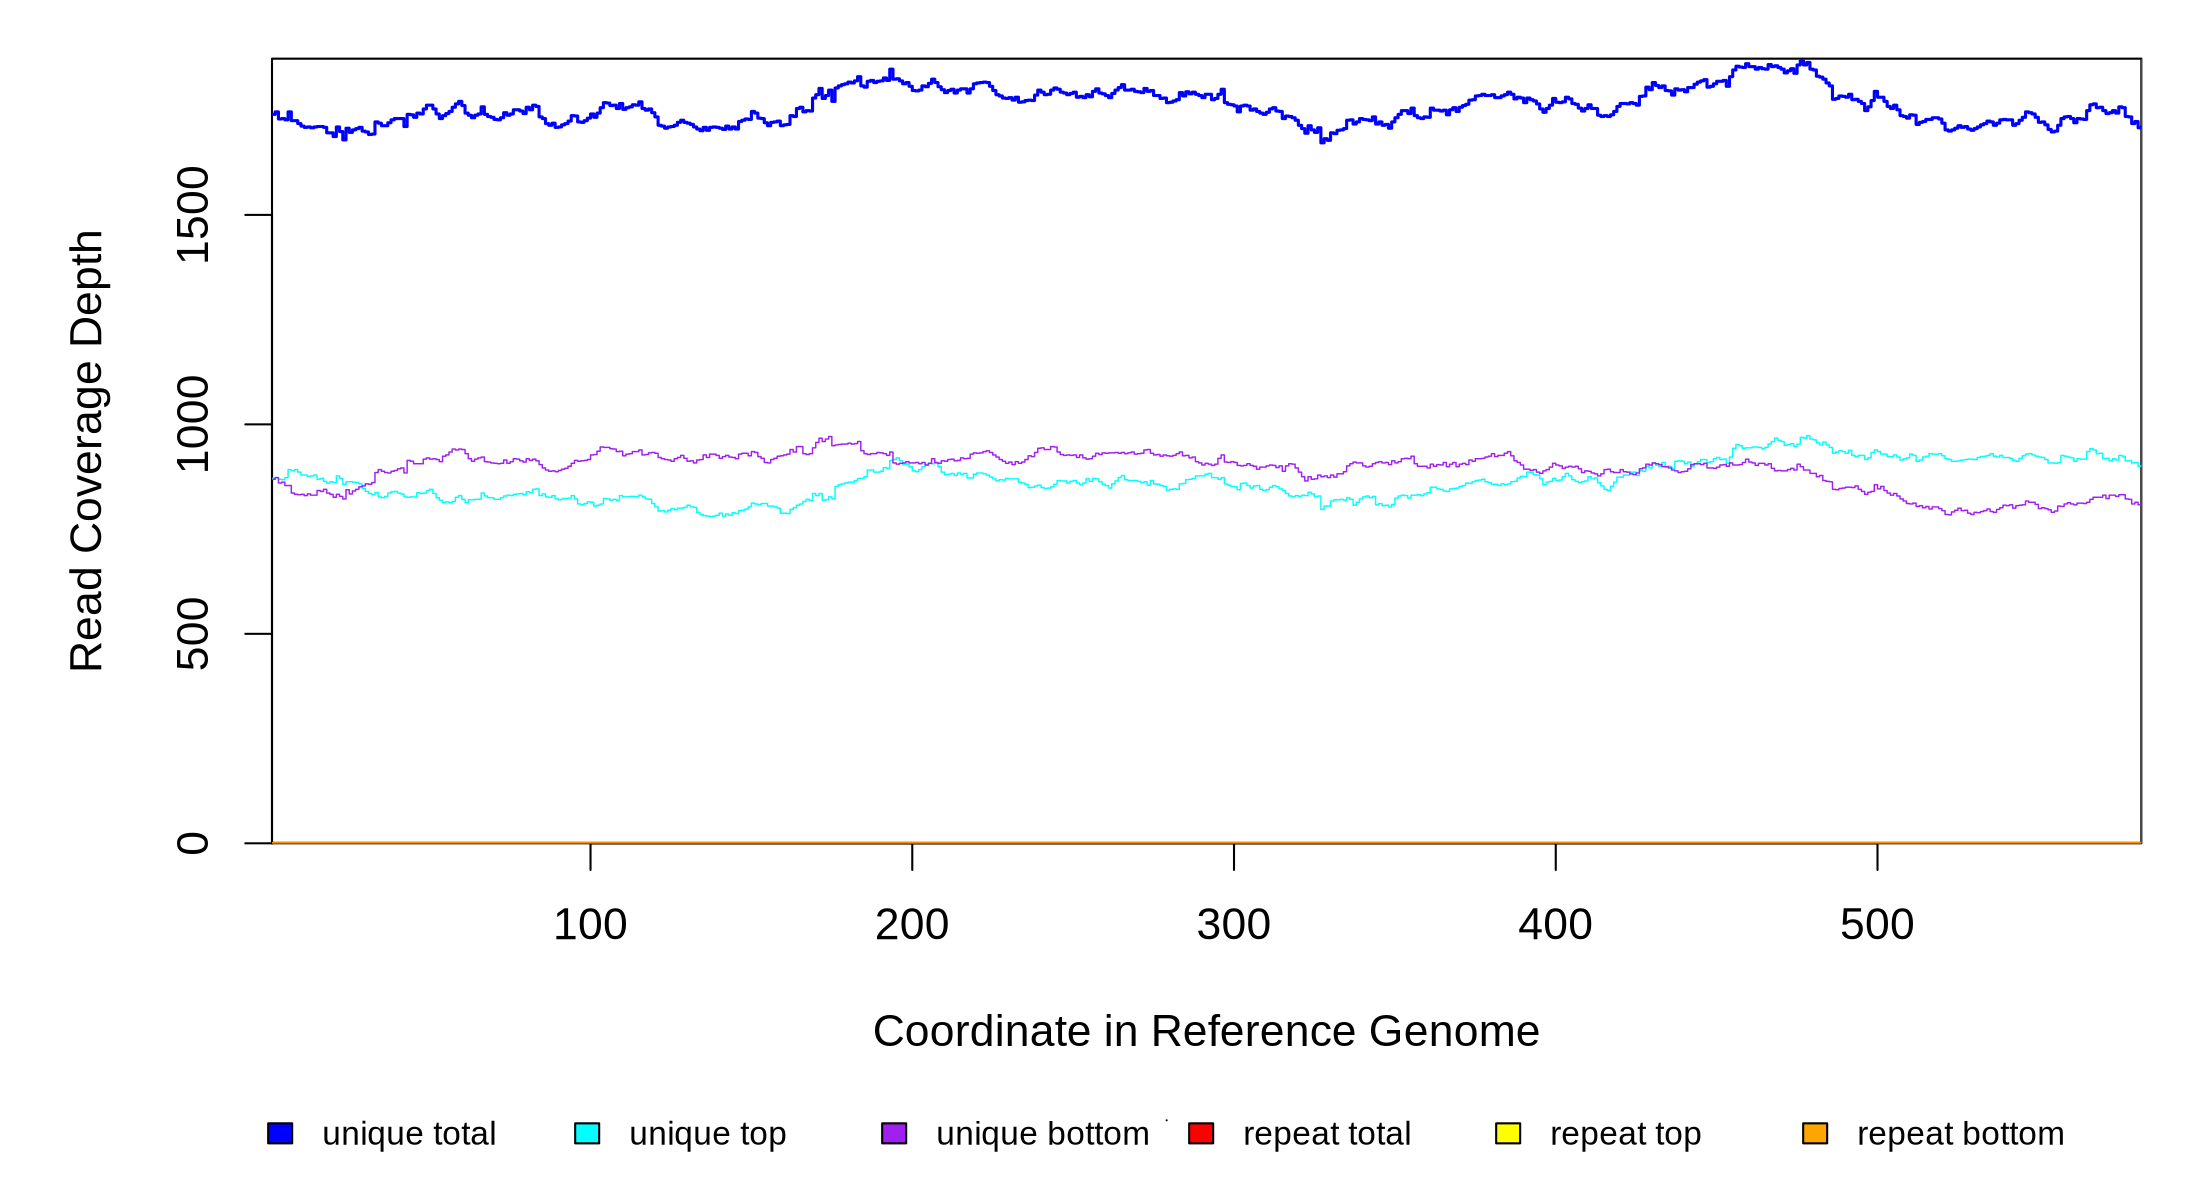 Read Coverage Depth
1500
1000
500
0
100 200 300 400 500
Coordinate in Reference Genome
unique total unique top unique bottom repeat total repeat top repeat bottom